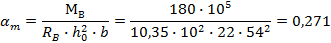 α_m = M_B / (R_B · h_0^2 · b) = 180 · 10^5 / (10,35 · 10^2 · 22 · 54^2) = 0,271